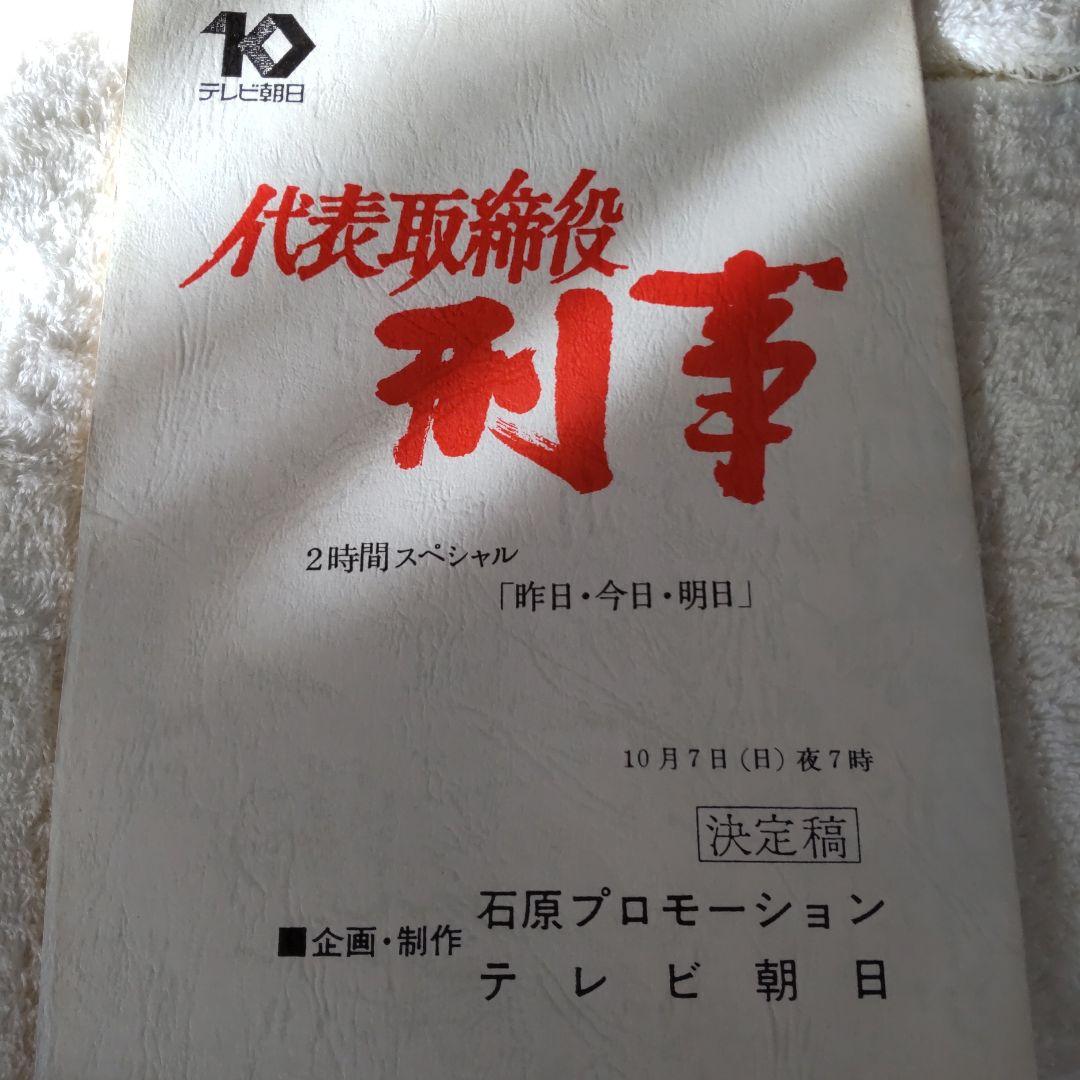 10
テレビ朝日
代表取締役
刑事
2時間スペシャル
「昨日・今日・明日」
10月7日(日)夜7時
決定稿
■企画・制作 石原プロモーション
テレビ朝日